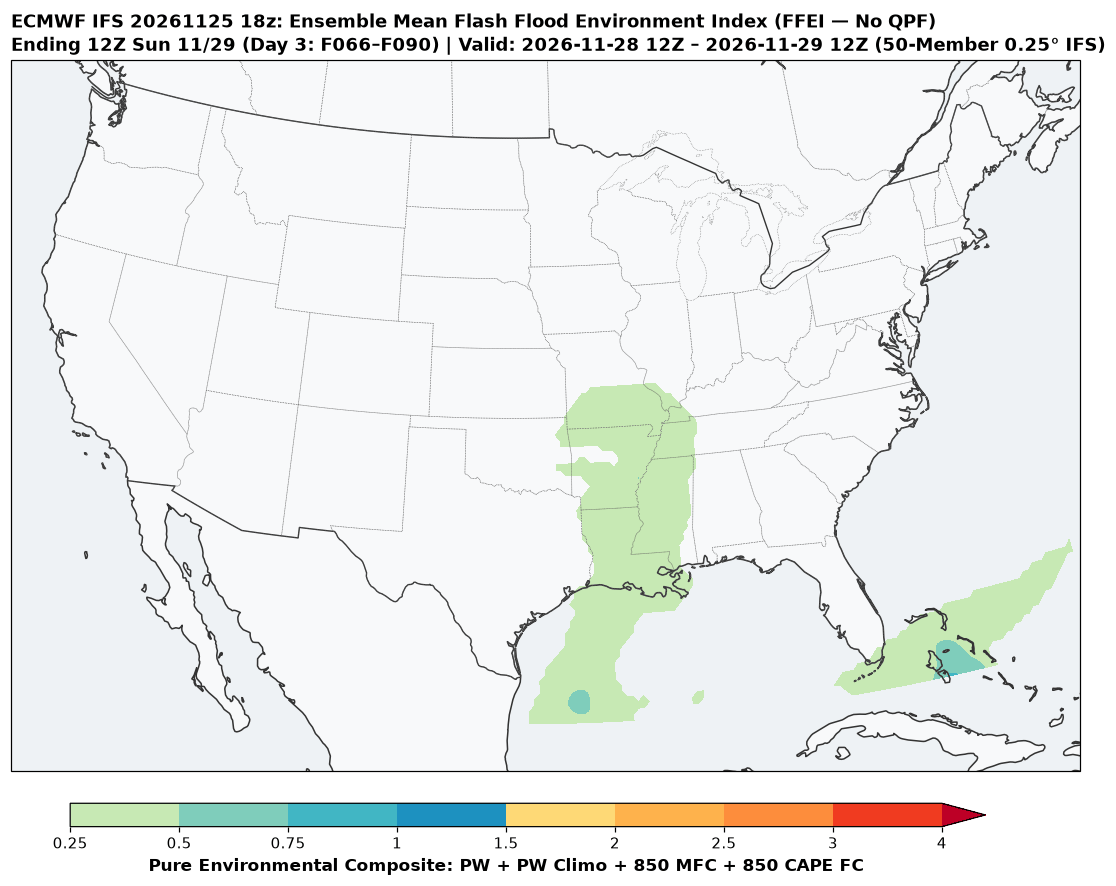 ECMWF IFS 20261125 18z: Ensemble Mean Flash Flood Environment Index (FFEI — No QPF)
Ending 12Z Sun 11/29 (Day 3: F066–F090) | Valid: 2026-11-28 12Z – 2026-11-29 12Z (50-Member 0.25° IFS)
0.25 0.5 0.75 1 1.5 2 2.5 3 4
Pure Environmental Composite: PW + PW Climo + 850 MFC + 850 CAPE FC